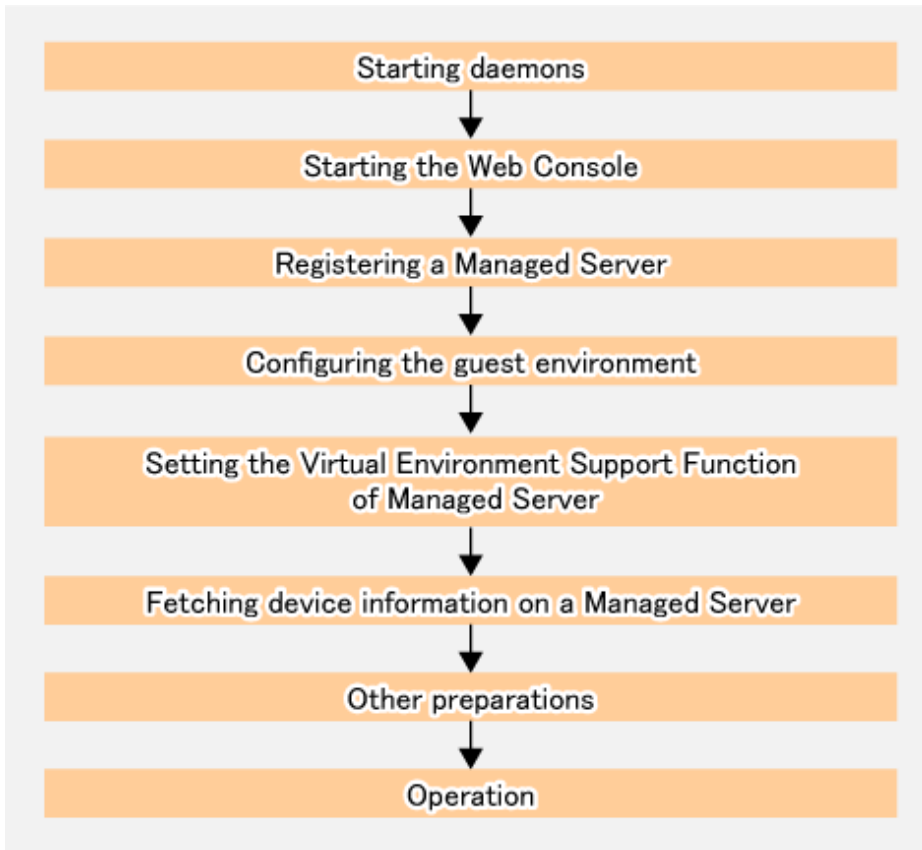 Starting daemons
Starting the Web Console
Registering a Managed Server
Configuring the guest environment
Setting the Virtual Environment Support Function
of Managed Server
Fetching device information on a Managed Server
Other preparations
Operation